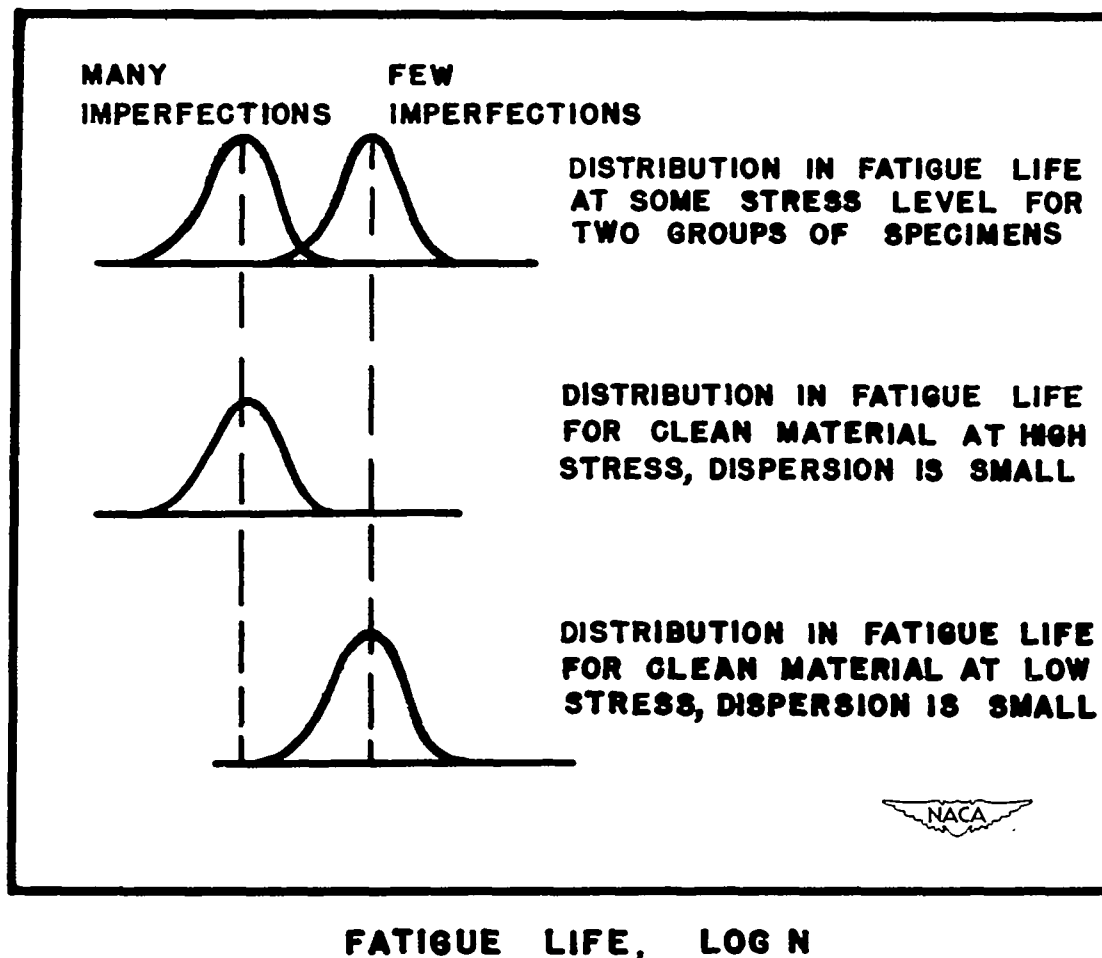 MANY
IMPERFECTIONS
FEW
IMPERFECTIONS
DISTRIBUTION IN FATIGUE LIFE
AT SOME STRESS LEVEL FOR
TWO GROUPS OF SPECIMENS
DISTRIBUTION IN FATIGUE LIFE
FOR CLEAN MATERIAL AT HIGH
STRESS, DISPERSION IS SMALL
DISTRIBUTION IN FATIGUE LIFE
FOR CLEAN MATERIAL AT LOW
STRESS, DISPERSION IS SMALL
NACA
FATIGUE LIFE, LOG N